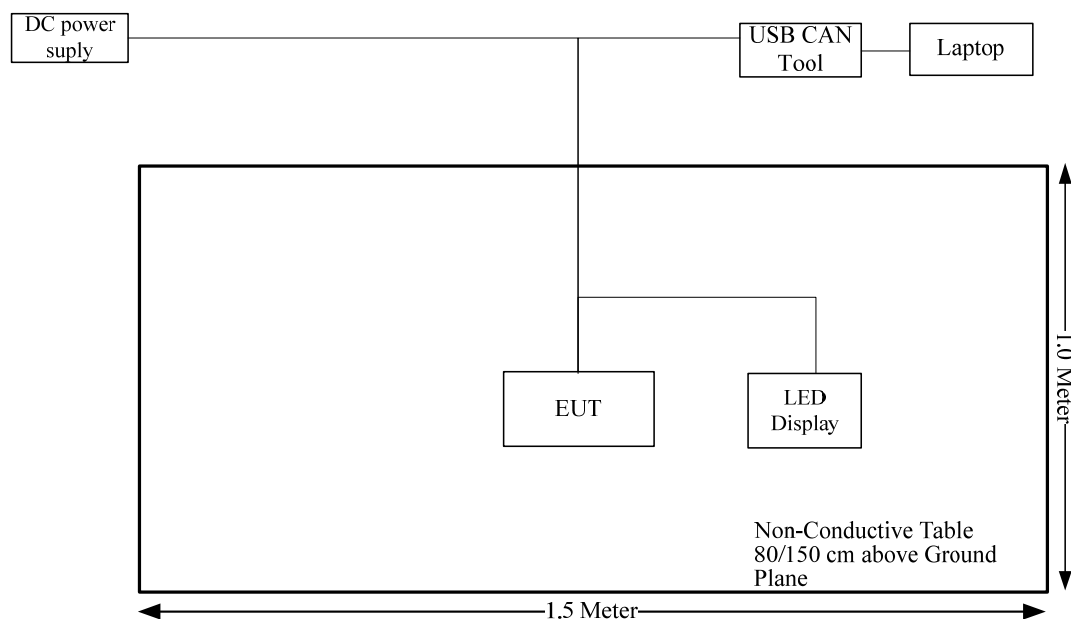 DC power
suply
USB CAN
Tool
Laptop
EUT
LED
Display
1.0 Meter
Non-Conductive Table
80/150 cm above Ground
Plane
1.5 Meter